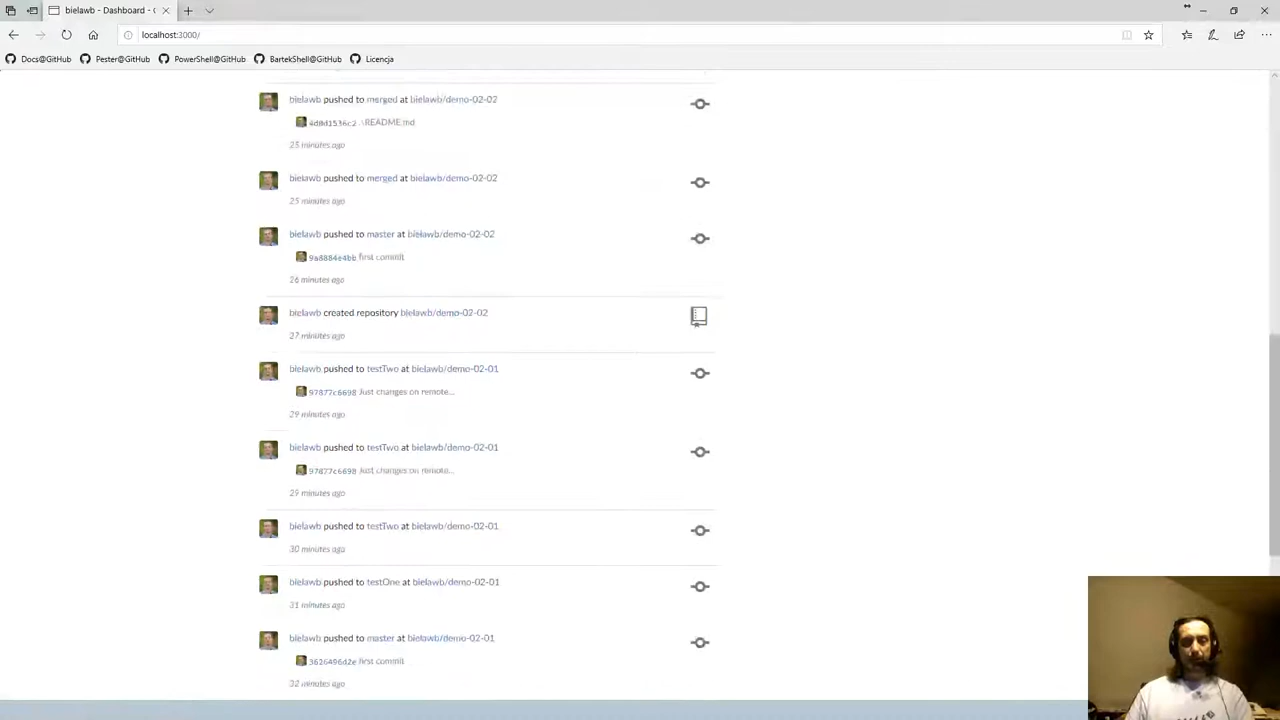 bielawb - Dashboard - G
localhost:3000/
Docs@GitHub Pester@GitHub PowerShell@GitHub BartekShell@GitHub Licencja
bielawb pushed to merged at bielawb/demo-02-02
4d8d1536c2 .\README.md
25 minutes ago
bielawb pushed to merged at bielawb/demo-02-02
25 minutes ago
bielawb pushed to master at bielawb/demo-02-02
9a8884e4bb first commit
26 minutes ago
bielawb created repository bielawb/demo-02-02
27 minutes ago
bielawb pushed to testTwo at bielawb/demo-02-01
97877c6698 Just changes on remote...
29 minutes ago
bielawb pushed to testTwo at bielawb/demo-02-01
97877c6698 Just changes on remote...
29 minutes ago
bielawb pushed to testTwo at bielawb/demo-02-01
30 minutes ago
bielawb pushed to testOne at bielawb/demo-02-01
31 minutes ago
bielawb pushed to master at bielawb/demo-02-01
3626496d2e first commit
32 minutes ago